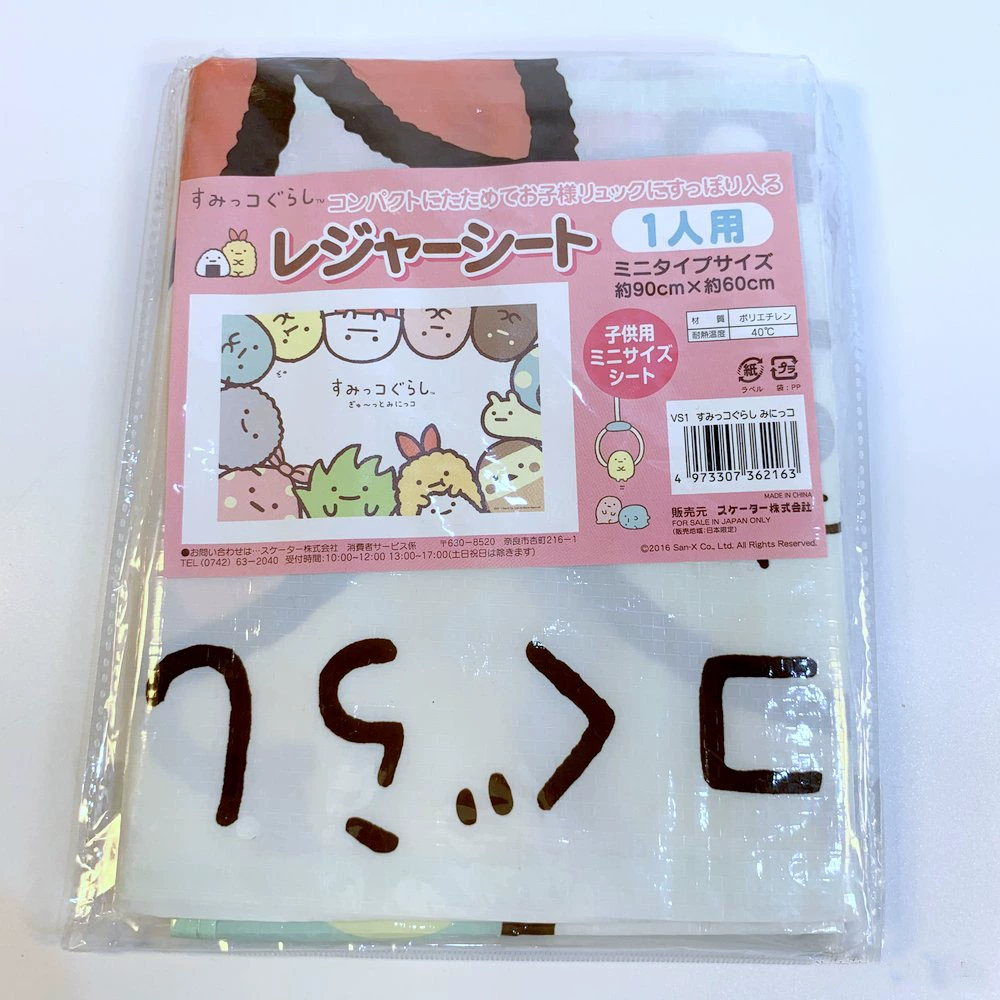 すみっコぐらし™ コンパクトにたためてお子様リュックにすっぽり入る
レジャーシート
1人用
ミニタイプサイズ
約90cm×約60cm
子供用
ミニサイズ
シート
材質 ポリエチレン
耐熱温度 40℃
紙
ラベル
プラ
袋:PP
すみっコぐらし™
ぎゅ〜っとみにっコ
VS1 すみっコぐらし みにっコ
4 973307 362163
MADE IN CHINA
販売元 スケーター株式会社
FOR SALE IN JAPAN ONLY
(販売地域:日本限定)
©2016 San-X Co., Ltd. All Rights Reserved.
●お問い合わせは…スケーター株式会社 消費者サービス係 〒630-8520 奈良市杏町216-1
TEL(0742) 63-2040 受付時間:10:00~12:00 13:00~17:00(土日祝日は除きます)
コぐらし